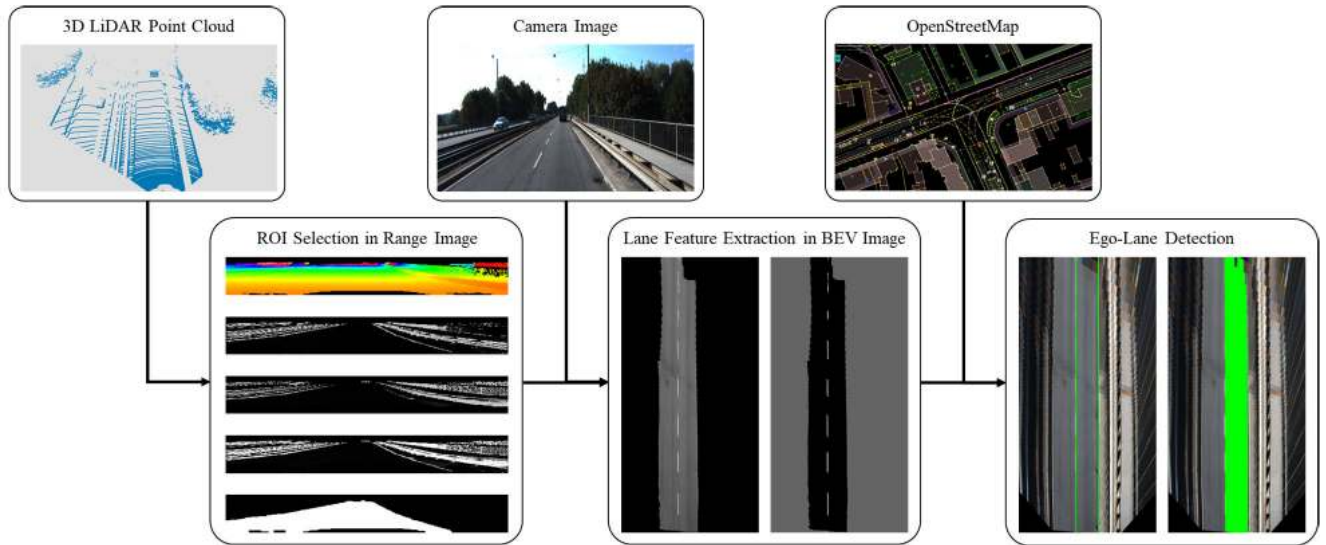 3D LiDAR Point Cloud
Camera Image
OpenStreetMap
ROI Selection in Range Image
Lane Feature Extraction in BEV Image
Ego-Lane Detection